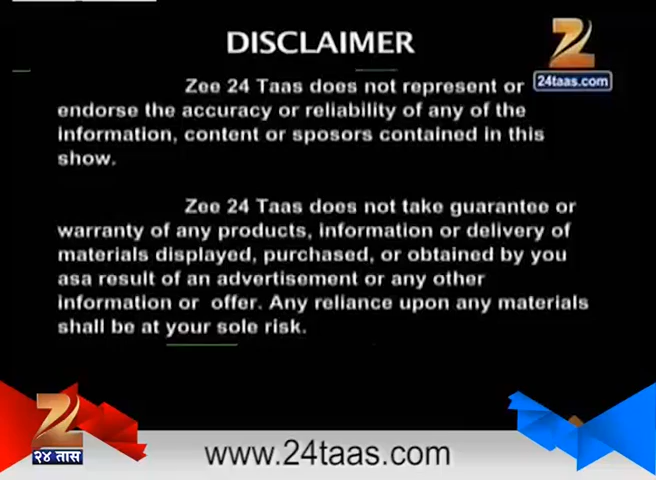 DISCLAIMER
24taas.com
Zee 24 Taas does not represent or
endorse the accuracy or reliability of any of the
information, content or sposors contained in this
show.
Zee 24 Taas does not take guarantee or
warranty of any products, information or delivery of
materials displayed, purchased, or obtained by you
asa result of an advertisement or any other
information or offer. Any reliance upon any materials
shall be at your sole risk.
२४ तास
www.24taas.com